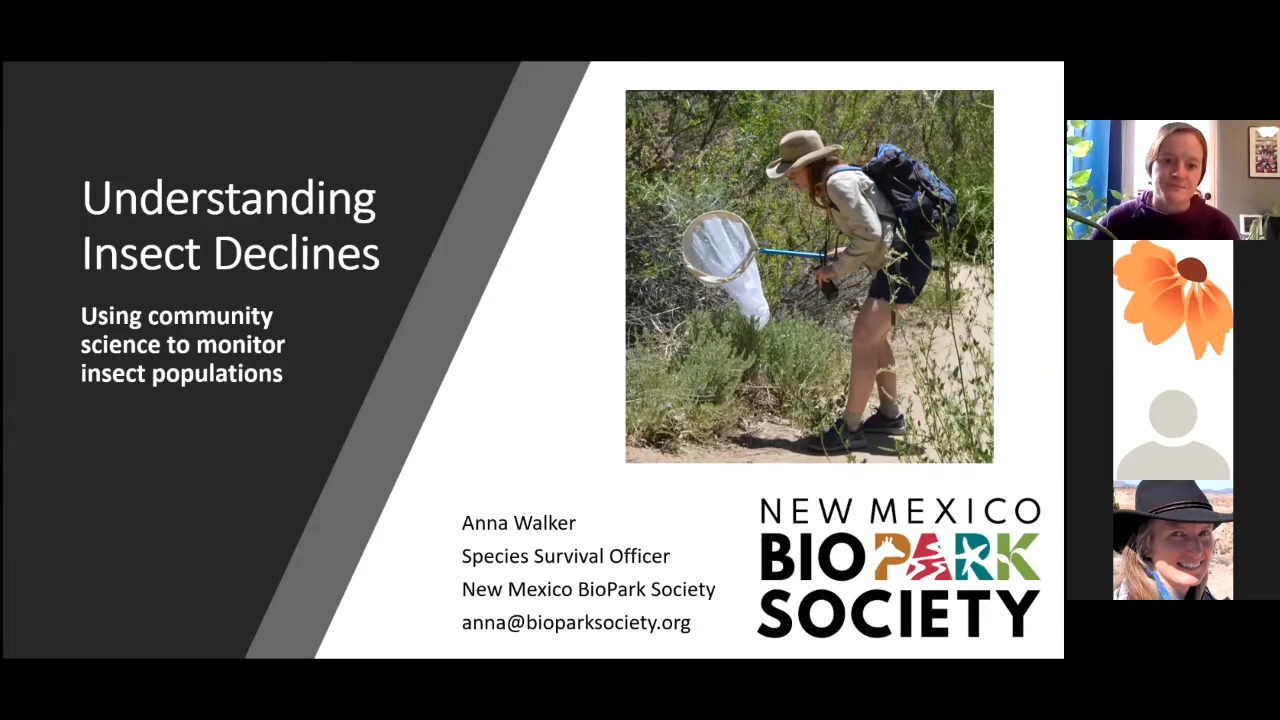 Understanding
Insect Declines
Using community
science to monitor
insect populations
Anna Walker
Species Survival Officer
New Mexico BioPark Society
anna@bioparksociety.org
NEW MEXICO
BIOPARK
SOCIETY